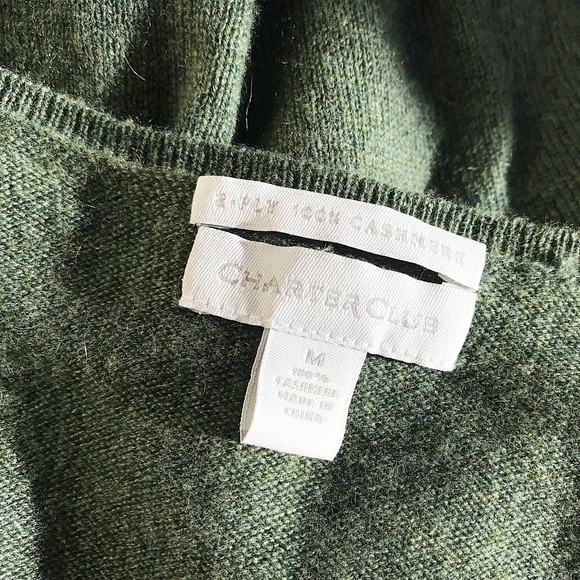 2-PLY 100% CASHMERE
CHARTER CLUB
M
100%
CASHMERE
MADE IN
CHINA